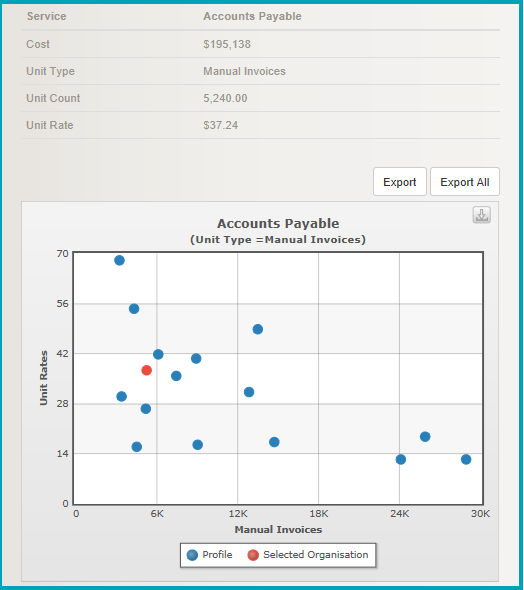 Service Accounts Payable
Cost $195,138
Unit Type Manual Invoices
Unit Count 5,240.00
Unit Rate $37.24
Export Export All
Accounts Payable
(Unit Type =Manual Invoices)
70
56
42
28
14
0
Unit Rates
0 6K 12K 18K 24K 30K
Manual Invoices
Profile Selected Organisation